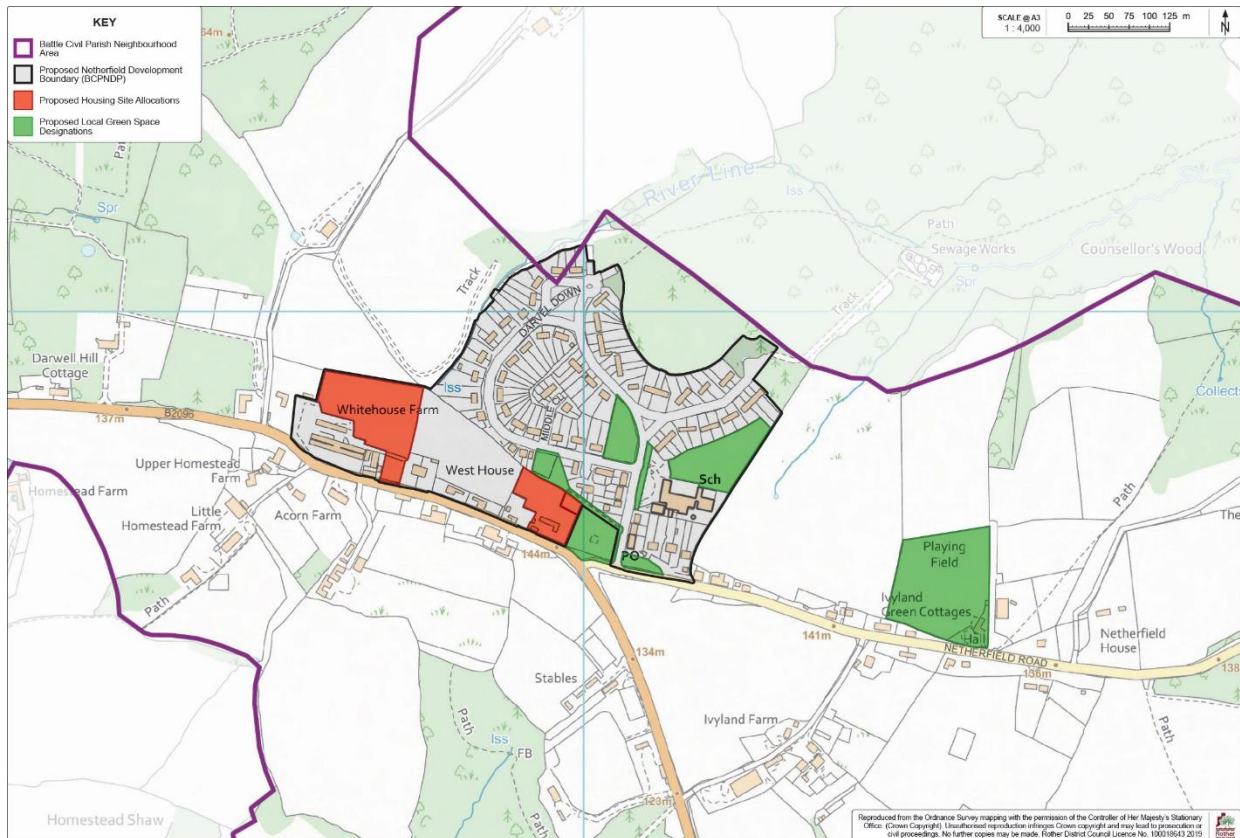 KEY
Battle Civil Parish Neighbourhood
Area
Proposed Netherfield Development
Boundary (BCPNDP)
Proposed Housing Site Allocations
Proposed Local Green Space
Designations
SCALE @ A3
1 : 4,000
0 25 50 75 100 125 m
N
64m
Path
Spr
River Line
Iss
Path
Sewage Works
Counsellor's Wood
Spr
Track
Track
DARVEL DOWN
Darwell Hill
Cottage
Iss
Collects
137m
B2096
Whitehouse Farm
MIDDLE CL
West House
Sch
Upper Homestead
Farm
Homestead Farm
Little
Homestead Farm
Acorn Farm
144m
PO
Path
The
Playing
Field
Ivyland
Green Cottages
Hall
141m
NETHERFIELD ROAD
136m
Netherfield
House
138
Path
134m
Stables
Path
Path
Ivyland Farm
Iss
FB
123m
Homestead Shaw
Reproduced from the Ordnance Survey mapping with the permission of the Controller of Her Majesty's Stationary
Office. (Crown Copyright). Unauthorised reproduction infringes Crown copyright and may lead to prosecution or
civil proceedings. No further copies may be made. Rother District Council Licence No. 100018643 2019